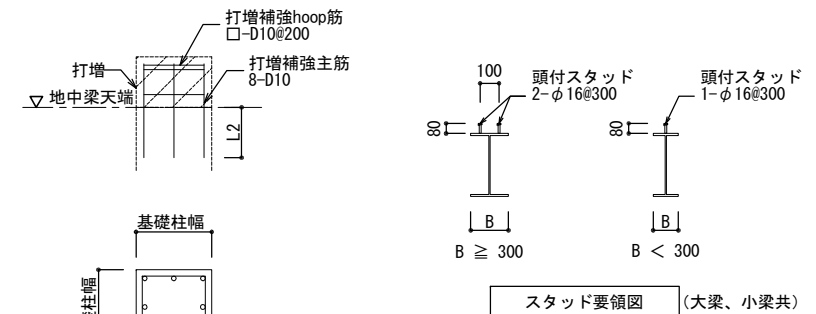 打増補強hoop筋
□-D10@200
打増
打増補強主筋
8-D10
▽ 地中梁天端
L2
基礎柱幅
柱幅
100
頭付スタッド
2-φ16@300
80
B
B ≧ 300
頭付スタッド
1-φ16@300
80
B
B < 300
スタッド要領図 (大梁、小梁共)